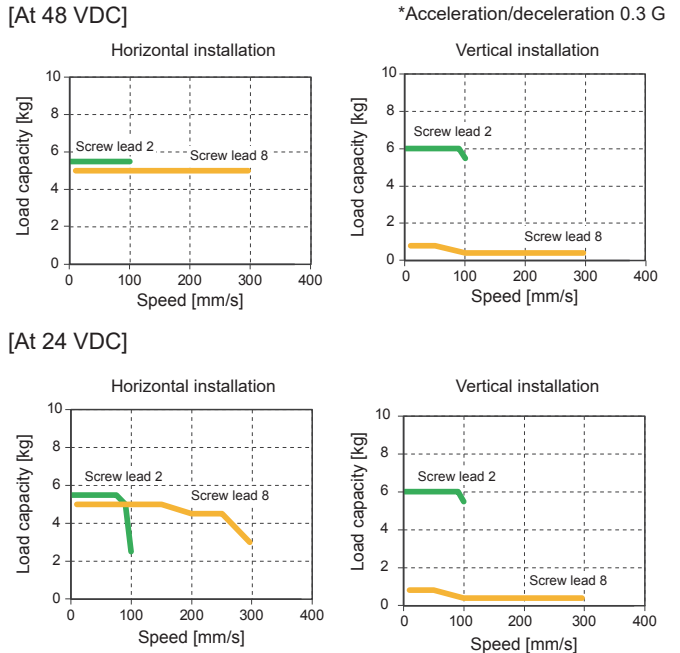 [At 48 VDC]
*Acceleration/deceleration 0.3 G
Horizontal installation
Load capacity [kg]
10
8
6
4
2
0
Screw lead 2
Screw lead 8
0 100 200 300 400
Speed [mm/s]
Vertical installation
Load capacity [kg]
10
8
6
4
2
0
Screw lead 2
Screw lead 8
0 100 200 300 400
Speed [mm/s]
[At 24 VDC]
Horizontal installation
Load capacity [kg]
10
8
6
4
2
0
Screw lead 2
Screw lead 8
0 100 200 300 400
Speed [mm/s]
Vertical installation
Load capacity [kg]
10
8
6
4
2
0
Screw lead 2
Screw lead 8
0 100 200 300 400
Speed [mm/s]